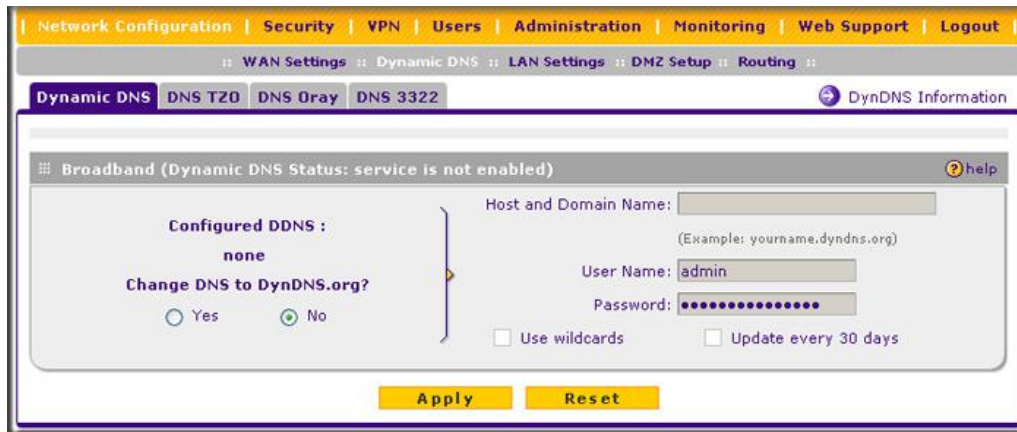 Network Configuration | Security | VPN | Users | Administration | Monitoring | Web Support | Logout
:: WAN Settings :: Dynamic DNS :: LAN Settings :: DMZ Setup :: Routing ::
Dynamic DNS DNS TZO DNS Oray DNS 3322 DynDNS Information
Broadband (Dynamic DNS Status: service is not enabled) ?help
Configured DDNS :
none
Change DNS to DynDNS.org?
Yes No
Host and Domain Name:
(Example: yourname.dyndns.org)
User Name: admin
Password: •••••••••••••••
Use wildcards Update every 30 days
Apply Reset